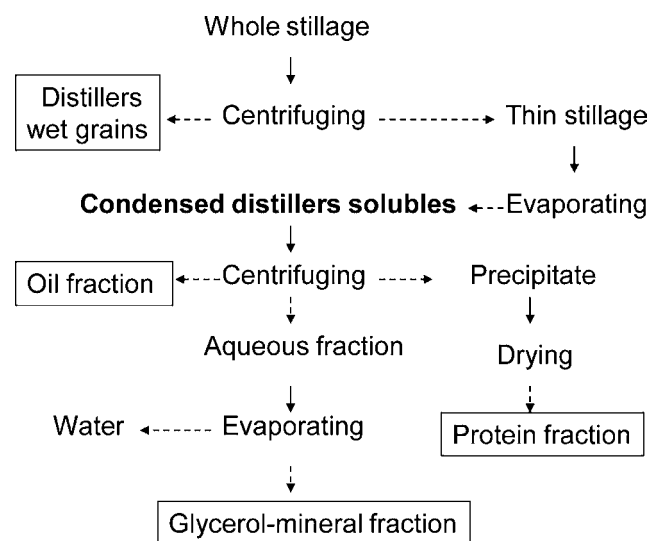 Whole stillage
Distillers
wet grains
Centrifuging
Thin stillage
Condensed distillers solubles
Evaporating
Oil fraction
Centrifuging
Precipitate
Aqueous fraction
Drying
Water
Evaporating
Protein fraction
Glycerol-mineral fraction